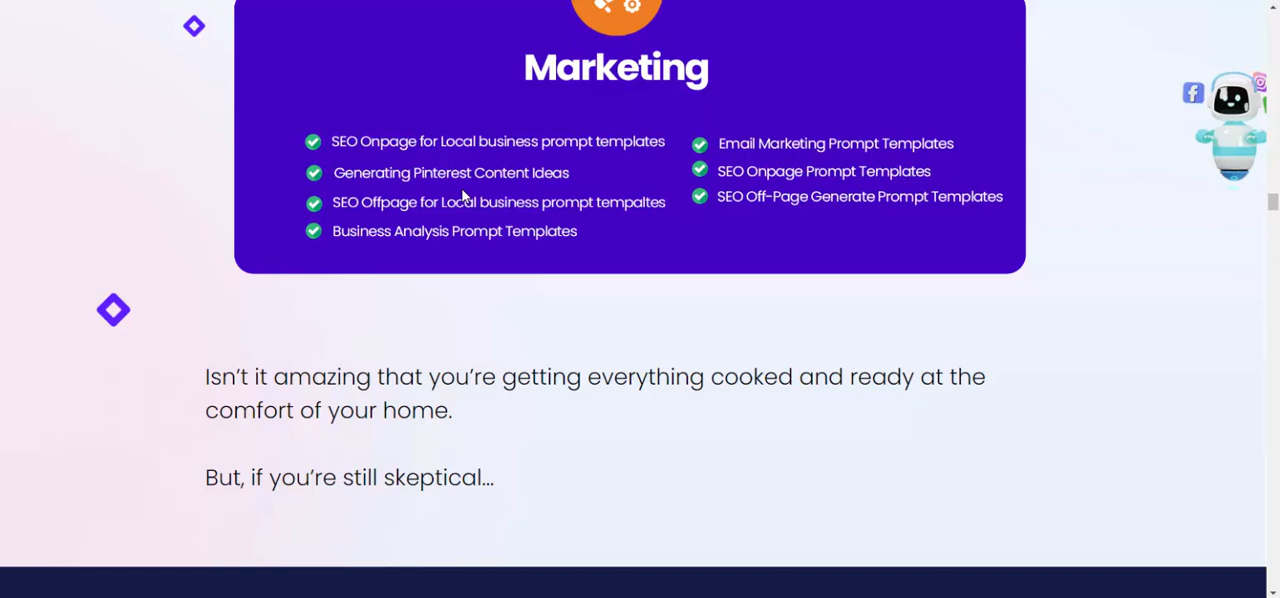 Marketing
SEO Onpage for Local business prompt templates
Generating Pinterest Content Ideas
SEO Offpage for Local business prompt tempaltes
Business Analysis Prompt Templates
Email Marketing Prompt Templates
SEO Onpage Prompt Templates
SEO Off-Page Generate Prompt Templates
Isn't it amazing that you're getting everything cooked and ready at the
comfort of your home.
But, if you're still skeptical...